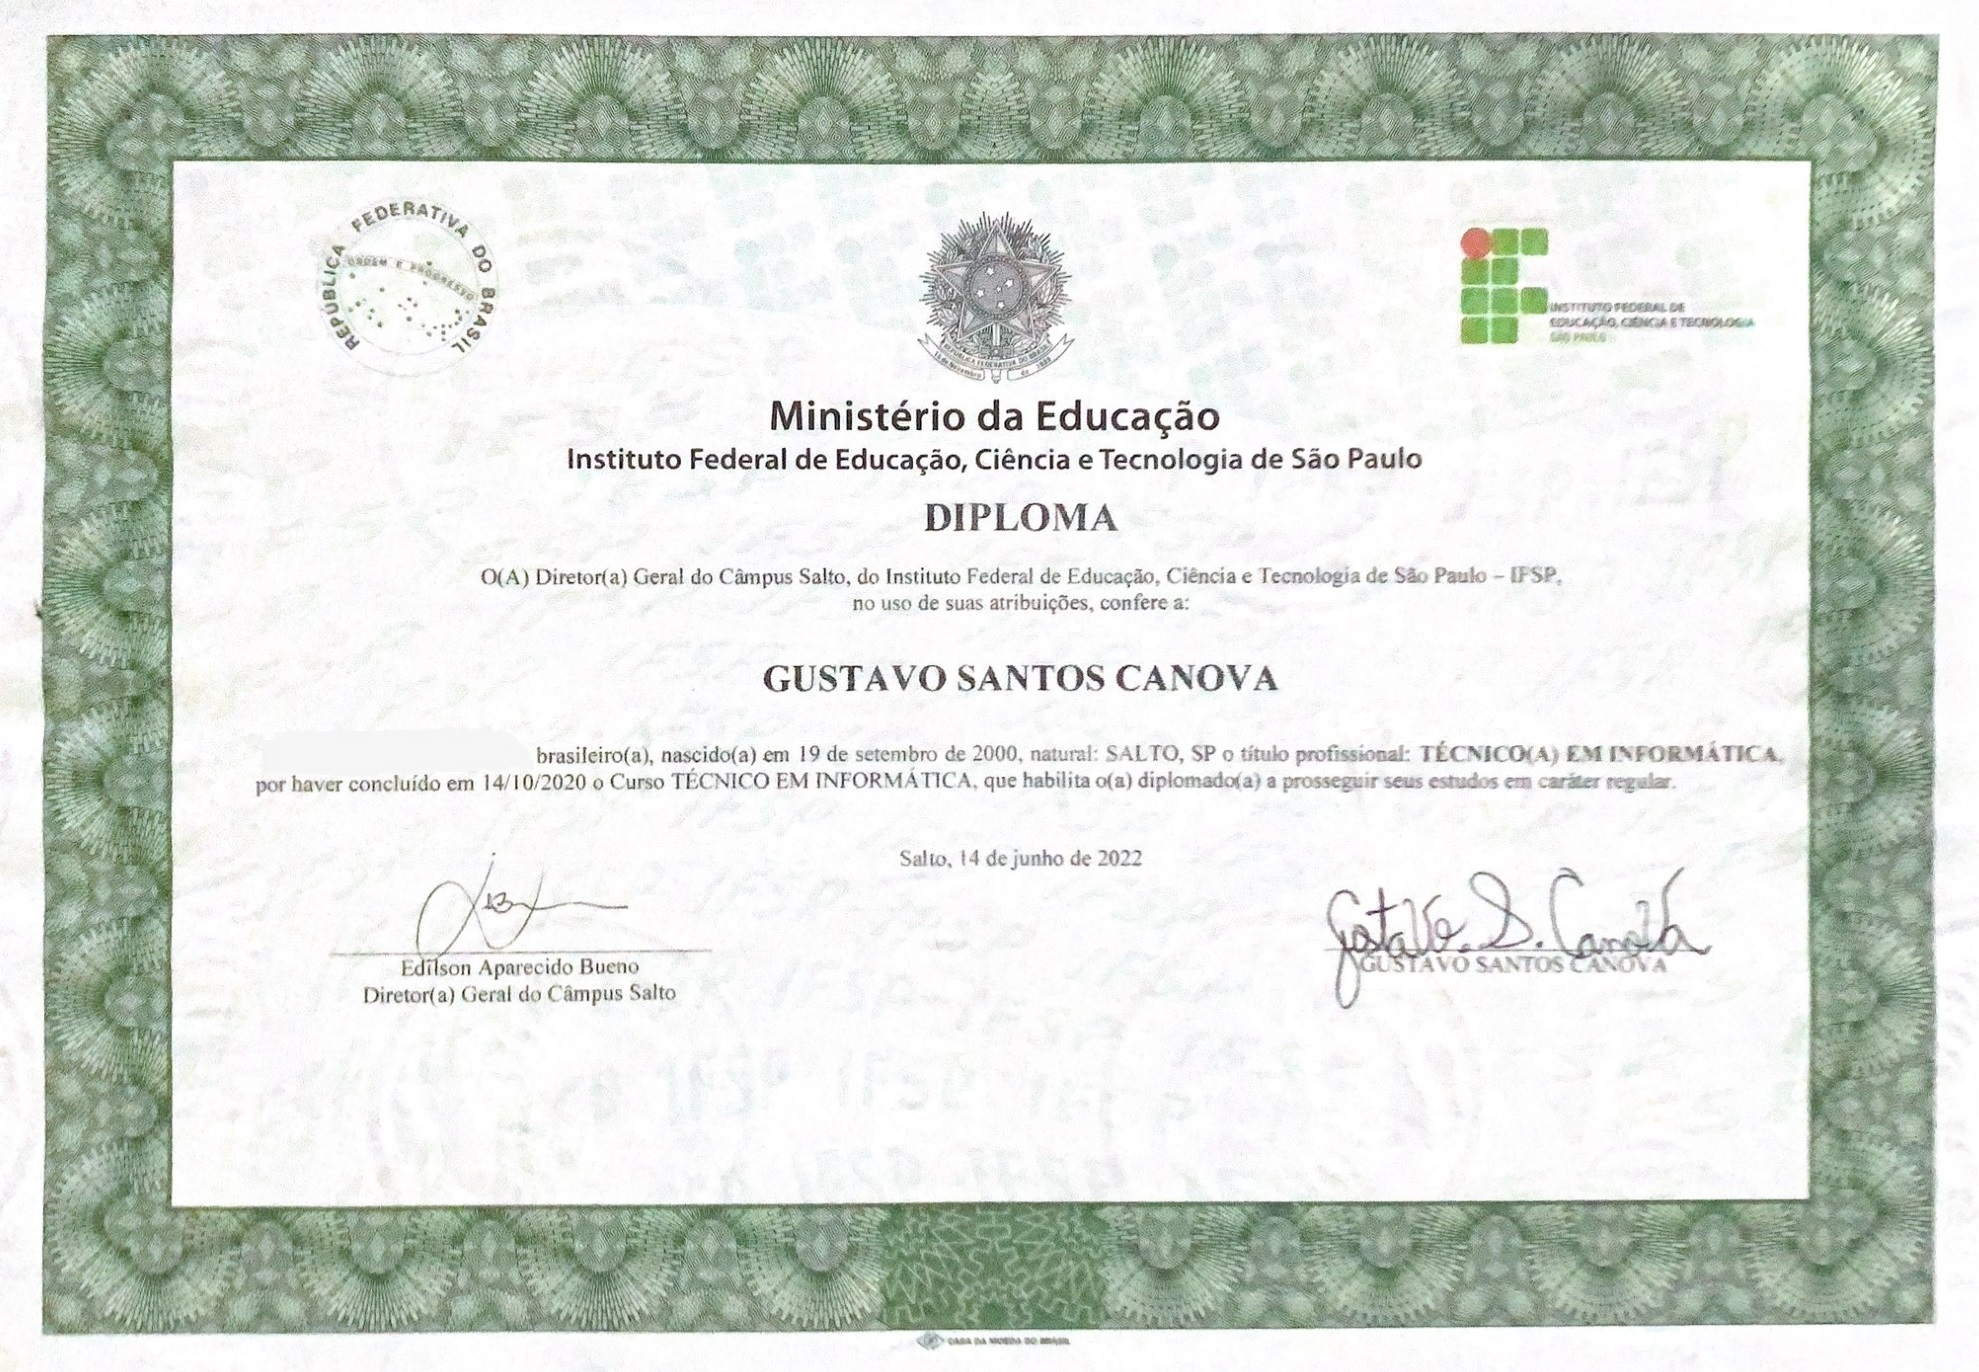 REPÚBLICA FEDERATIVA DO BRASIL
ORDEM E PROGRESSO
REPÚBLICA FEDERATIVA DO BRASIL
15 de Novembro de 1889
INSTITUTO FEDERAL DE
EDUCAÇÃO, CIÊNCIA E TECNOLOGIA
SÃO PAULO
Ministério da Educação
Instituto Federal de Educação, Ciência e Tecnologia de São Paulo
DIPLOMA
O(A) Diretor(a) Geral do Câmpus Salto, do Instituto Federal de Educação, Ciência e Tecnologia de São Paulo – IFSP,
no uso de suas atribuições, confere a:
GUSTAVO SANTOS CANOVA
brasileiro(a), nascido(a) em 19 de setembro de 2000, natural: SALTO, SP o título profissional: TÉCNICO(A) EM INFORMÁTICA,
por haver concluído em 14/10/2020 o Curso TÉCNICO EM INFORMÁTICA, que habilita o(a) diplomado(a) a prosseguir seus estudos em caráter regular.
Salto, 14 de junho de 2022
Edilson Aparecido Bueno
Diretor(a) Geral do Câmpus Salto
Gustavo S. Canova
GUSTAVO SANTOS CANOVA
CASA DA MOEDA DO BRASIL